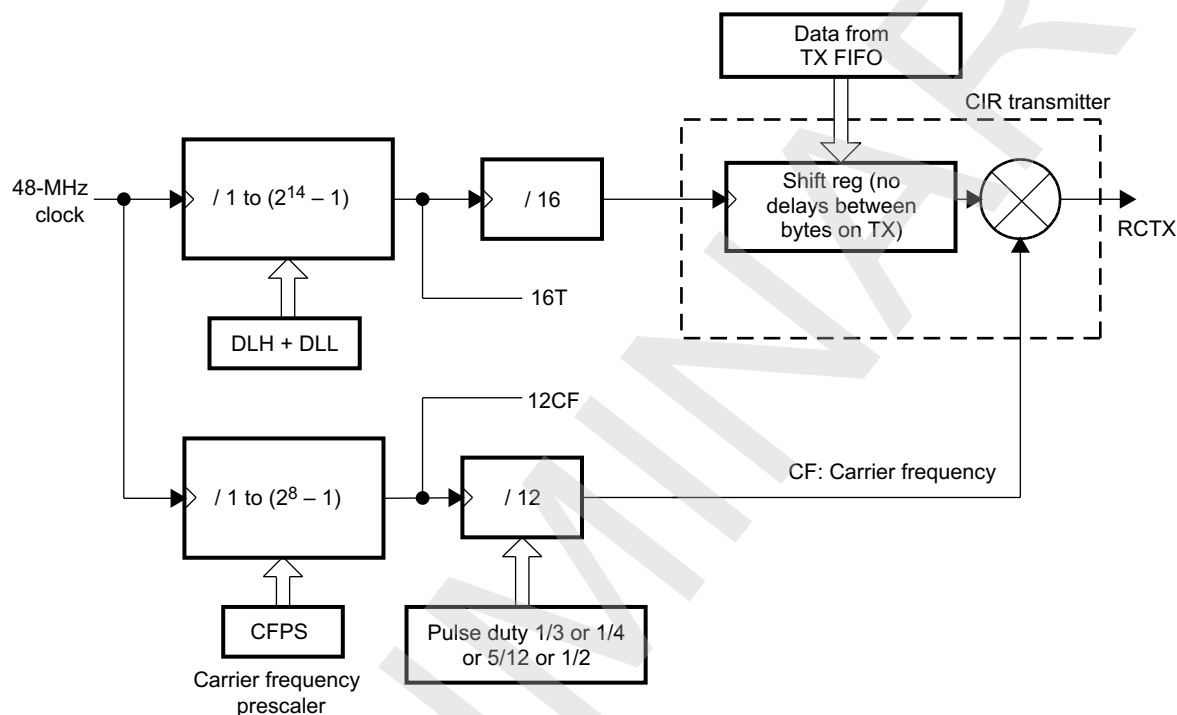 Data from
TX FIFO
CIR transmitter
48-MHz
clock
/ 1 to (2^14 – 1)
/ 16
Shift reg (no
delays between
bytes on TX)
RCTX
16T
DLH + DLL
12CF
/ 1 to (2^8 – 1)
/ 12
CF: Carrier frequency
CFPS
Carrier frequency
prescaler
Pulse duty 1/3 or 1/4
or 5/12 or 1/2
IMINAR